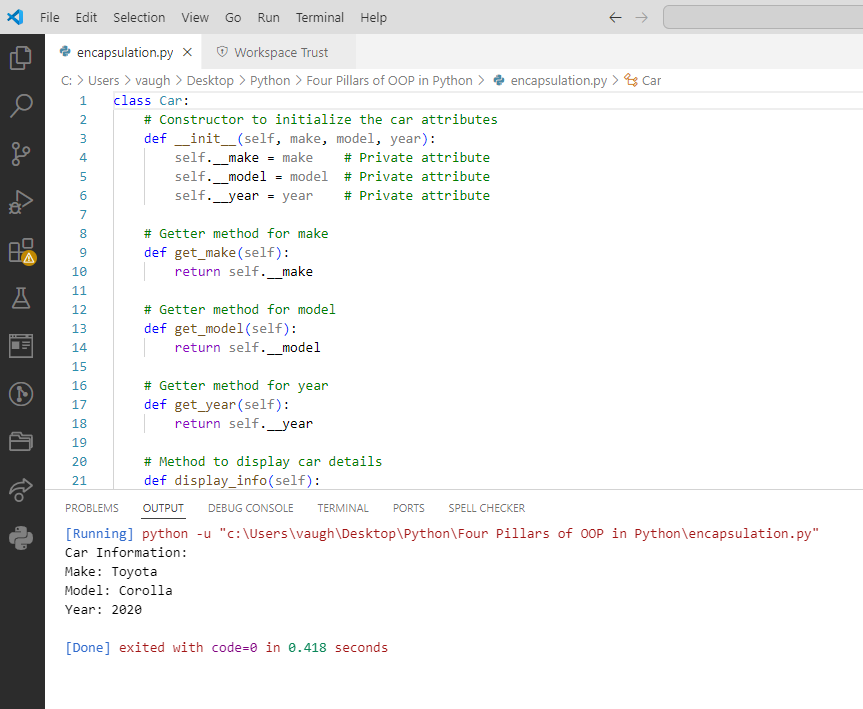 File Edit Selection View Go Run Terminal Help
encapsulation.py Workspace Trust
C: > Users > vaugh > Desktop > Python > Four Pillars of OOP in Python > encapsulation.py > Car
1 class Car:
2     # Constructor to initialize the car attributes
3     def __init__(self, make, model, year):
4         self.__make = make    # Private attribute
5         self.__model = model  # Private attribute
6         self.__year = year    # Private attribute
7
8     # Getter method for make
9     def get_make(self):
10         return self.__make
11
12     # Getter method for model
13     def get_model(self):
14         return self.__model
15
16     # Getter method for year
17     def get_year(self):
18         return self.__year
19
20     # Method to display car details
21     def display_info(self):
PROBLEMS OUTPUT DEBUG CONSOLE TERMINAL PORTS SPELL CHECKER
[Running] python -u "c:\Users\vaugh\Desktop\Python\Four Pillars of OOP in Python\encapsulation.py"
Car Information:
Make: Toyota
Model: Corolla
Year: 2020
[Done] exited with code=0 in 0.418 seconds